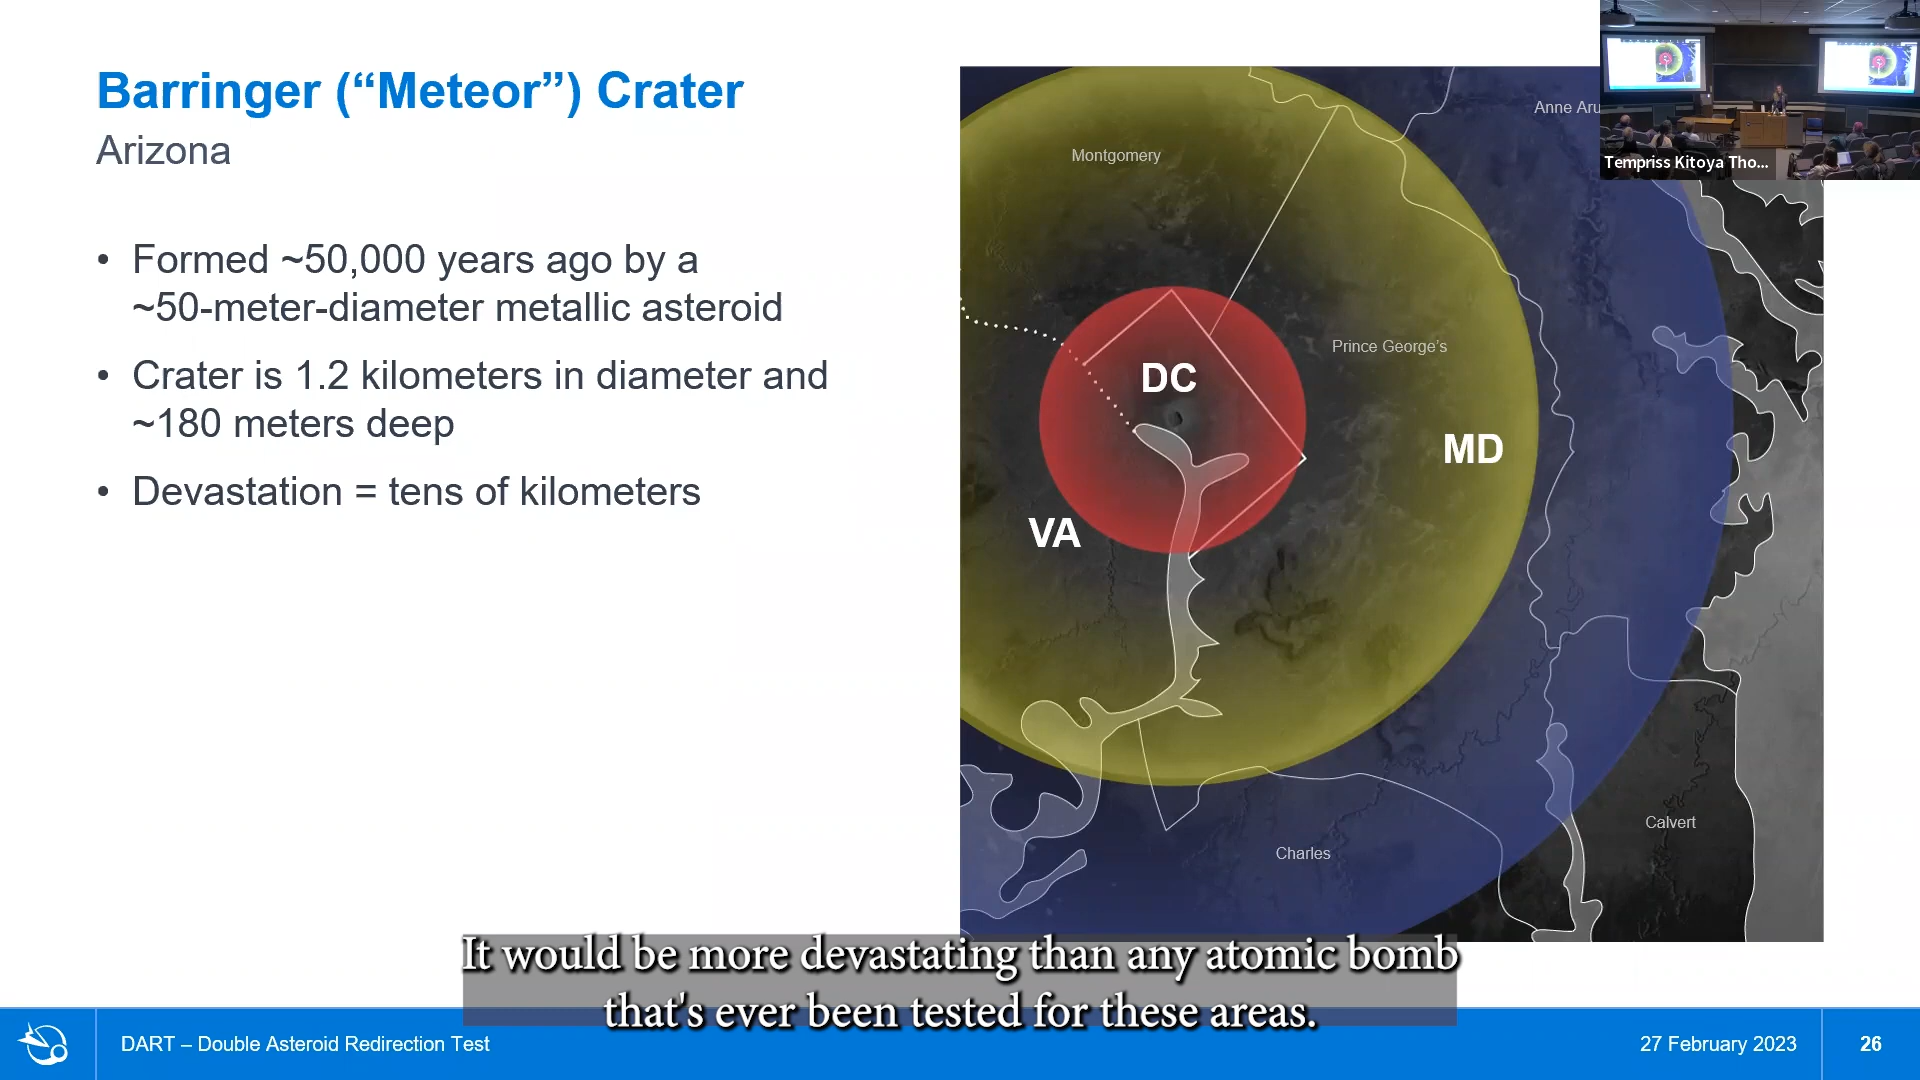 Barringer (“Meteor”) Crater
Arizona
• Formed ~50,000 years ago by a
~50-meter-diameter metallic asteroid
• Crater is 1.2 kilometers in diameter and
~180 meters deep
• Devastation = tens of kilometers
Anne Aru
Montgomery
Tempriss Kitoya Tho...
Prince George’s
DC
MD
VA
Calvert
Charles
It would be more devastating than any atomic bomb
that's ever been tested for these areas.
DART – Double Asteroid Redirection Test
27 February 2023
26